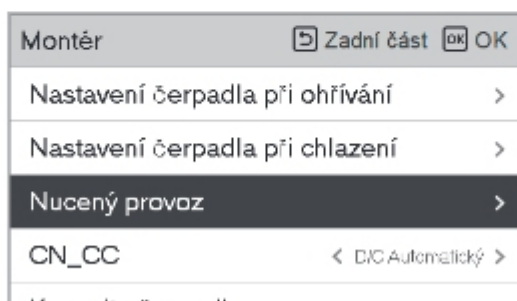 Montér Zadní část OK OK
Nastavení čerpadla při ohřívání >
Nastavení čerpadla při chlazení >
Nucený provoz >
CN_CC < D/C Automatický >